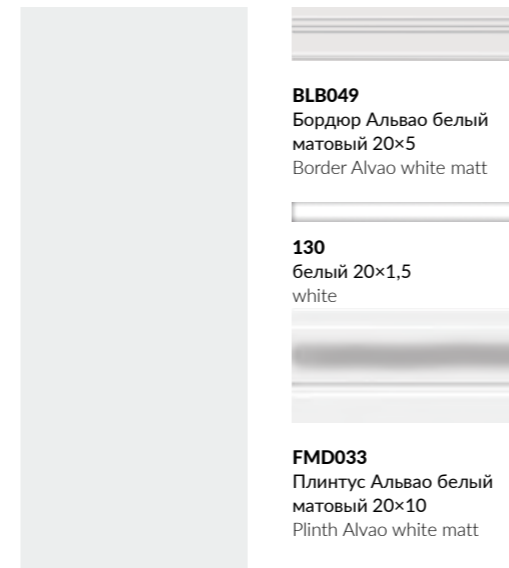 BLB049
Бордюр Альвао белый
матовый 20×5
Border Alvao white matt
130
белый 20×1,5
white
FMD033
Плинтус Альвао белый
матовый 20×10
Plinth Alvao white matt